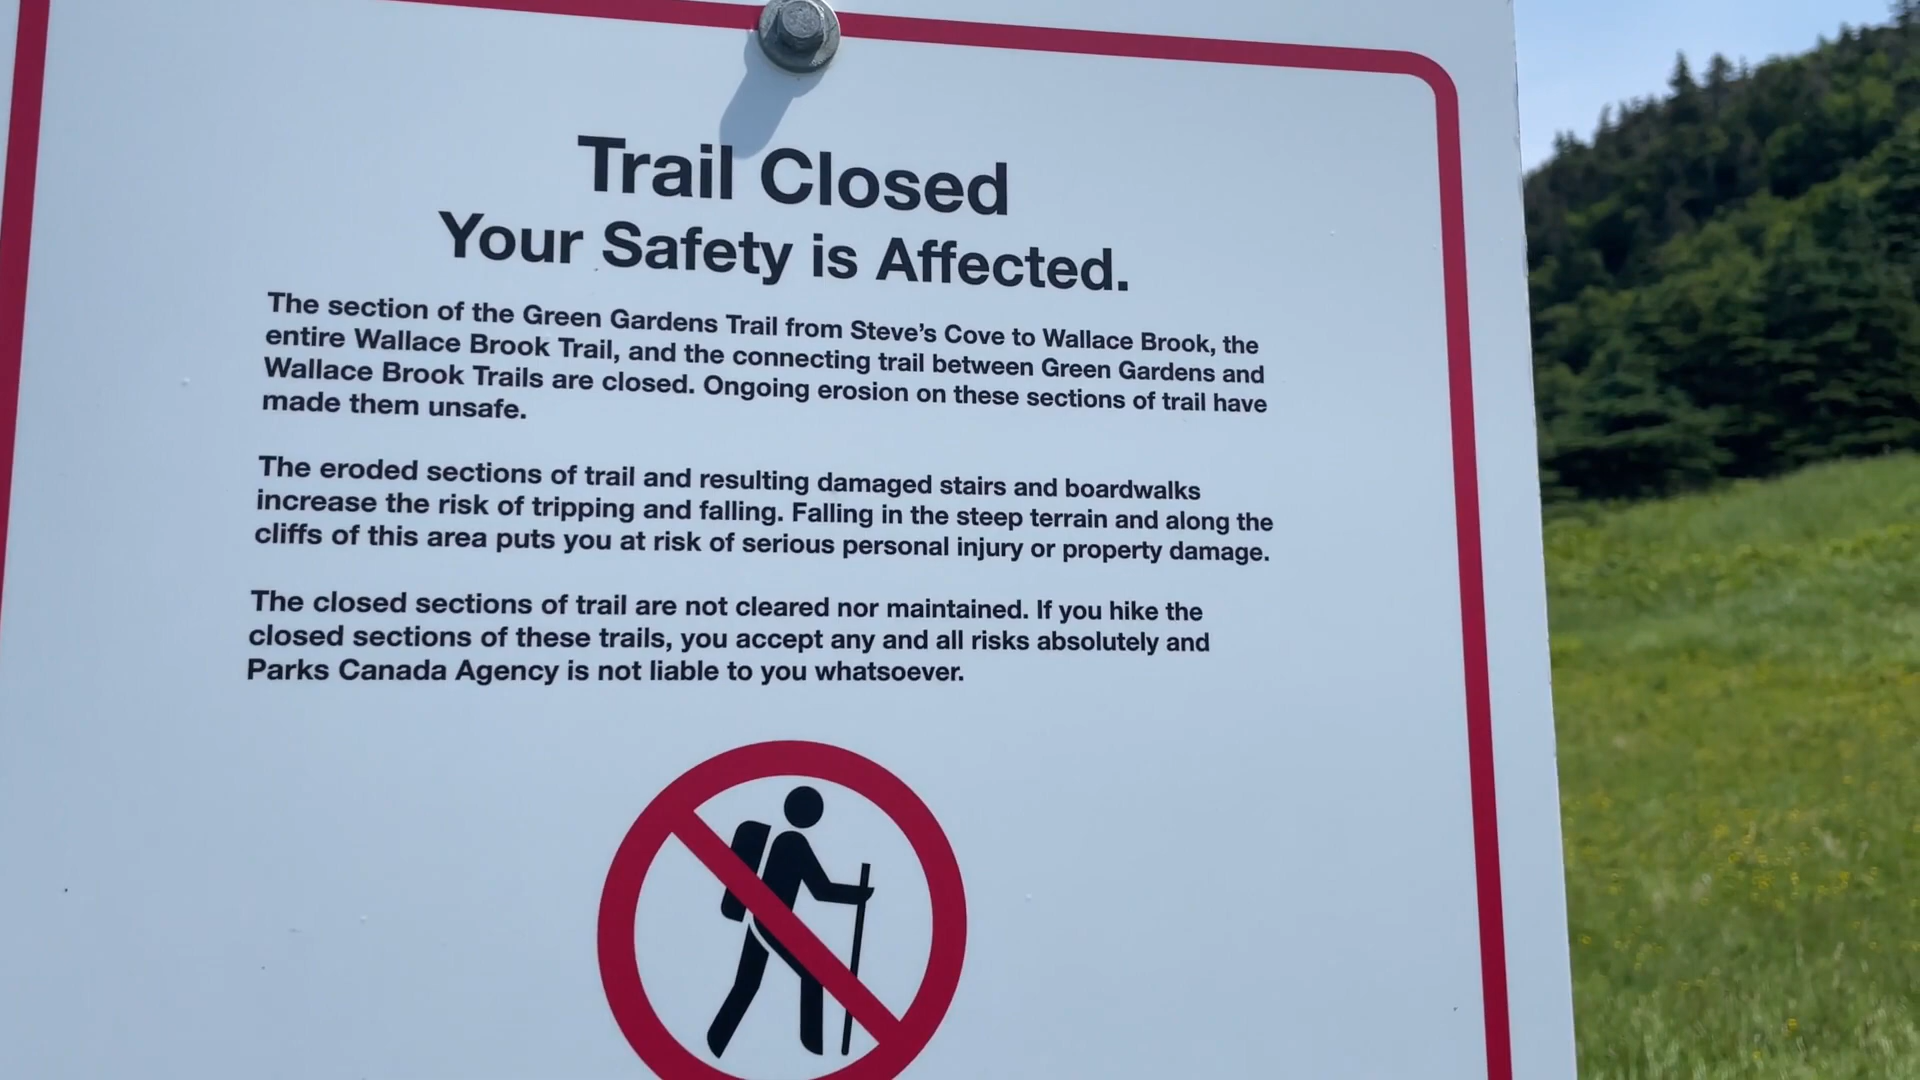 Trail Closed
Your Safety is Affected.
The section of the Green Gardens Trail from Steve's Cove to Wallace Brook, the
entire Wallace Brook Trail, and the connecting trail between Green Gardens and
Wallace Brook Trails are closed. Ongoing erosion on these sections of trail have
made them unsafe.
The eroded sections of trail and resulting damaged stairs and boardwalks
increase the risk of tripping and falling. Falling in the steep terrain and along the
cliffs of this area puts you at risk of serious personal injury or property damage.
The closed sections of trail are not cleared nor maintained. If you hike the
closed sections of these trails, you accept any and all risks absolutely and
Parks Canada Agency is not liable to you whatsoever.